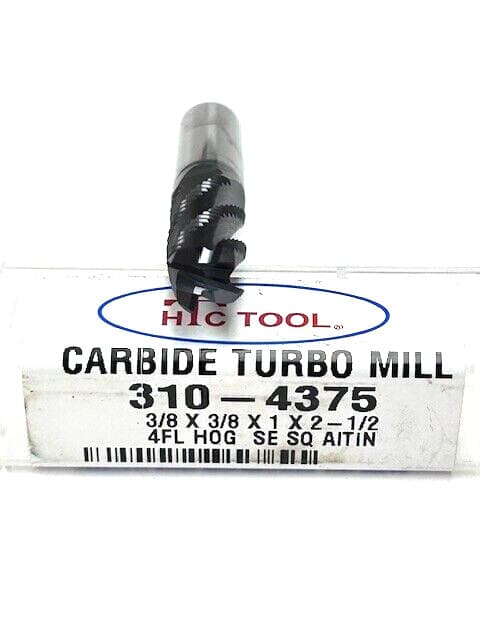 HTC TOOL®
CARBIDE TURBO MILL
310-4375
3/8 X 3/8 X 1 X 2-1/2
4FL HOG SE SQ AITiN